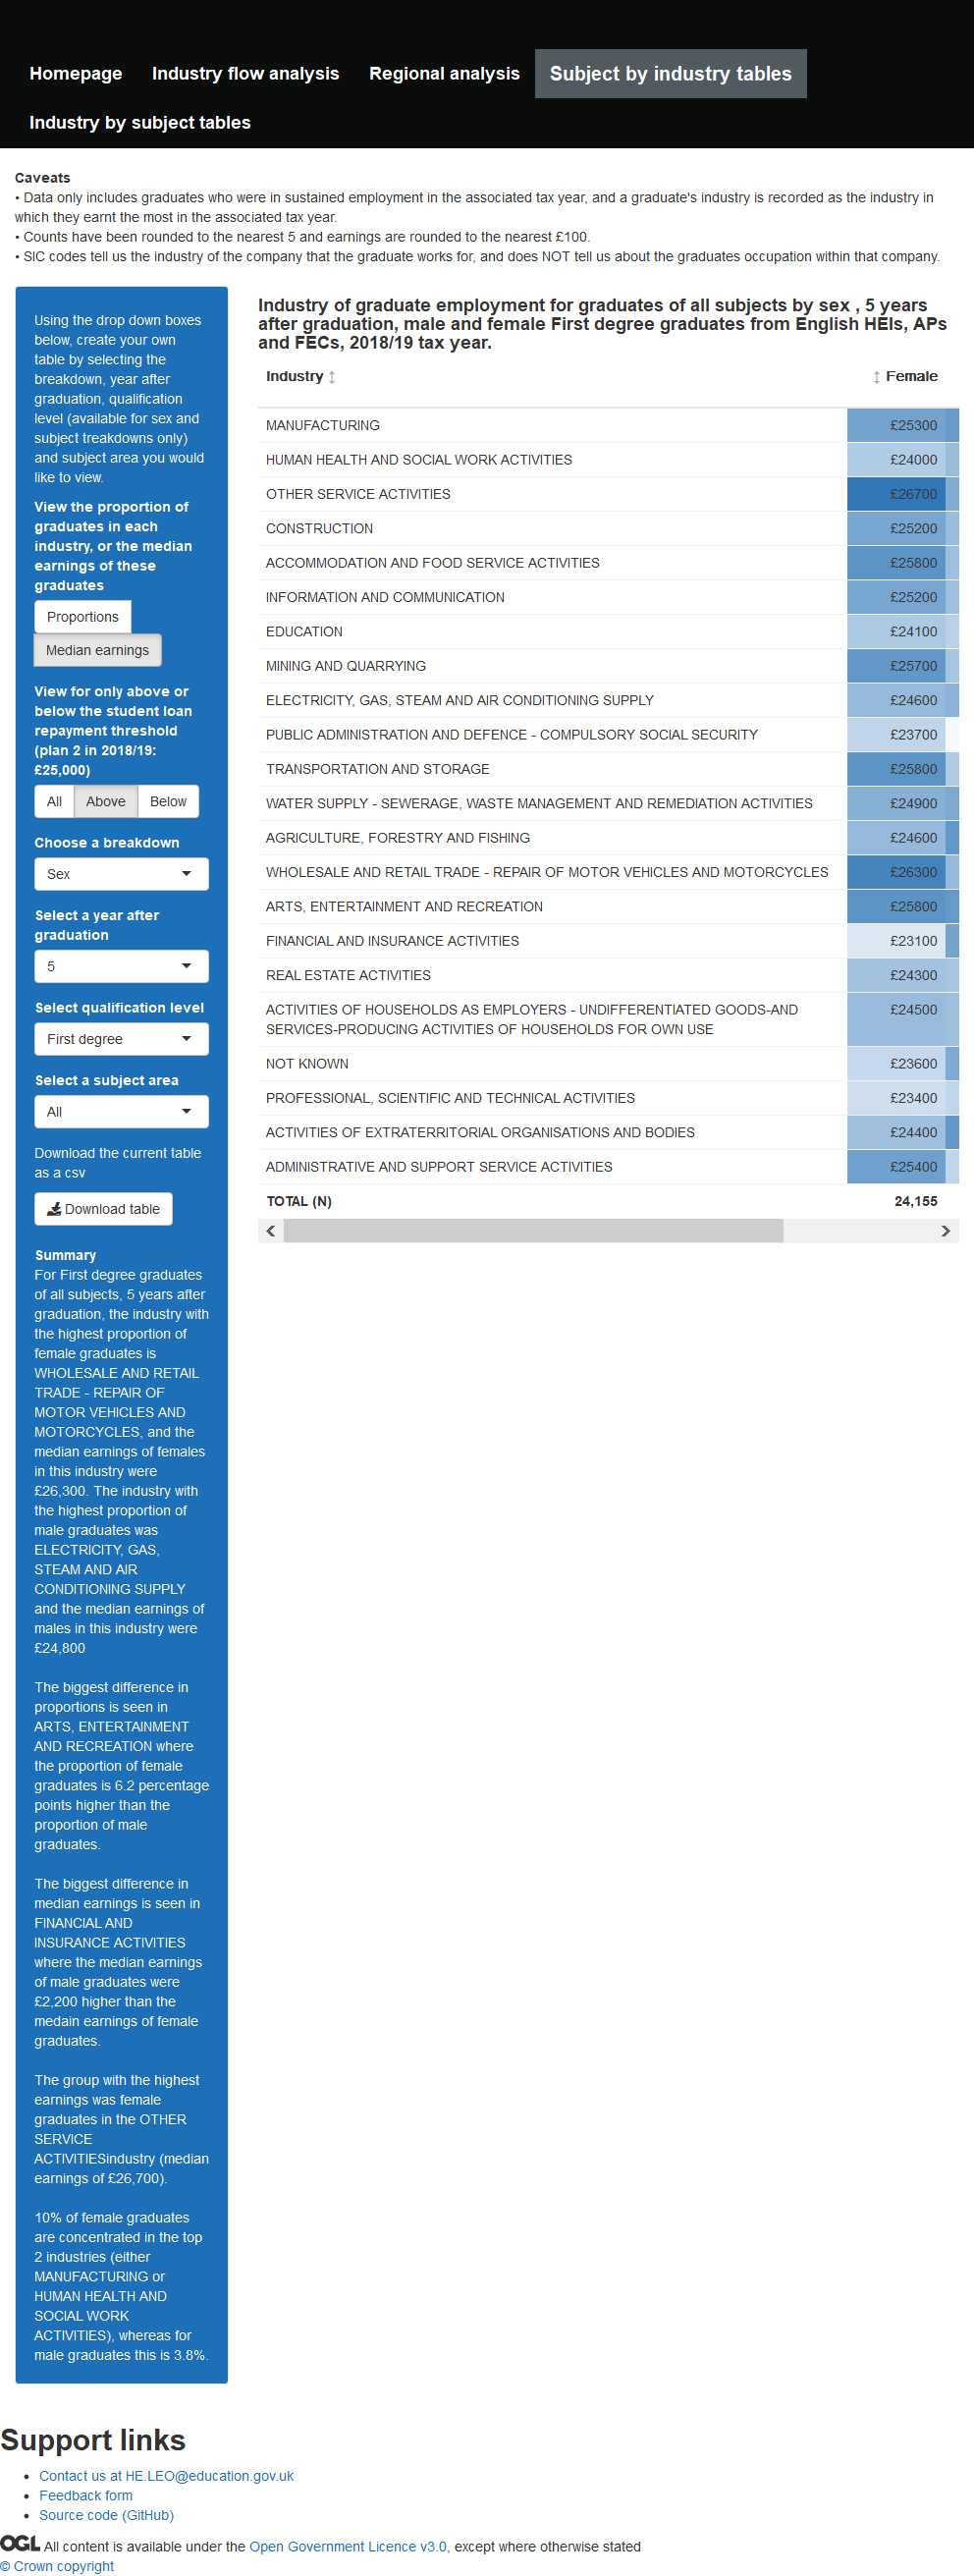 Homepage
Industry flow analysis
Regional analysis
Subject by industry tables
Industry by subject tables
Caveats
• Data only includes graduates who were in sustained employment in the associated tax year, and a graduate's industry is recorded as the industry in
which they earnt the most in the associated tax year.
• Counts have been rounded to the nearest 5 and earnings are rounded to the nearest £100.
• SIC codes tell us the industry of the company that the graduate works for, and does NOT tell us about the graduates occupation within that company.
Using the drop down boxes
below, create your own
table by selecting the
breakdown, year after
graduation, qualification
level (available for sex and
subject treakdowns only)
and subject area you would
like to view.
View the proportion of
graduates in each
industry, or the median
earnings of these
graduates
Proportions
Median earnings
View for only above or
below the student loan
repayment threshold
(plan 2 in 2018/19:
£25,000)
All Above Below
Choose a breakdown
Sex
Select a year after
graduation
5
Select qualification level
First degree
Select a subject area
All
Download the current table
as a csv
Download table
Summary
For First degree graduates
of all subjects, 5 years after
graduation, the industry with
the highest proportion of
female graduates is
WHOLESALE AND RETAIL
TRADE - REPAIR OF
MOTOR VEHICLES AND
MOTORCYCLES, and the
median earnings of females
in this industry were
£26,300. The industry with
the highest proportion of
male graduates was
ELECTRICITY, GAS,
STEAM AND AIR
CONDITIONING SUPPLY
and the median earnings of
males in this industry were
£24,800
The biggest difference in
proportions is seen in
ARTS, ENTERTAINMENT
AND RECREATION where
the proportion of female
graduates is 6.2 percentage
points higher than the
proportion of male
graduates.
The biggest difference in
median earnings is seen in
FINANCIAL AND
INSURANCE ACTIVITIES
where the median earnings
of male graduates were
£2,200 higher than the
medain earnings of female
graduates.
The group with the highest
earnings was female
graduates in the OTHER
SERVICE
ACTIVITIESindustry (median
earnings of £26,700).
10% of female graduates
are concentrated in the top
2 industries (either
MANUFACTURING or
HUMAN HEALTH AND
SOCIAL WORK
ACTIVITIES), whereas for
male graduates this is 3.8%.
Industry of graduate employment for graduates of all subjects by sex , 5 years
after graduation, male and female First degree graduates from English HEIs, APs
and FECs, 2018/19 tax year.
Industry Female
MANUFACTURING £25300
HUMAN HEALTH AND SOCIAL WORK ACTIVITIES £24000
OTHER SERVICE ACTIVITIES £26700
CONSTRUCTION £25200
ACCOMMODATION AND FOOD SERVICE ACTIVITIES £25800
INFORMATION AND COMMUNICATION £25200
EDUCATION £24100
MINING AND QUARRYING £25700
ELECTRICITY, GAS, STEAM AND AIR CONDITIONING SUPPLY £24600
PUBLIC ADMINISTRATION AND DEFENCE - COMPULSORY SOCIAL SECURITY £23700
TRANSPORTATION AND STORAGE £25800
WATER SUPPLY - SEWERAGE, WASTE MANAGEMENT AND REMEDIATION ACTIVITIES £24900
AGRICULTURE, FORESTRY AND FISHING £24600
WHOLESALE AND RETAIL TRADE - REPAIR OF MOTOR VEHICLES AND MOTORCYCLES £26300
ARTS, ENTERTAINMENT AND RECREATION £25800
FINANCIAL AND INSURANCE ACTIVITIES £23100
REAL ESTATE ACTIVITIES £24300
ACTIVITIES OF HOUSEHOLDS AS EMPLOYERS - UNDIFFERENTIATED GOODS-AND £24500
SERVICES-PRODUCING ACTIVITIES OF HOUSEHOLDS FOR OWN USE
NOT KNOWN £23600
PROFESSIONAL, SCIENTIFIC AND TECHNICAL ACTIVITIES £23400
ACTIVITIES OF EXTRATERRITORIAL ORGANISATIONS AND BODIES £24400
ADMINISTRATIVE AND SUPPORT SERVICE ACTIVITIES £25400
TOTAL (N) 24,155
Support links
• Contact us at HE.LEO@education.gov.uk
• Feedback form
• Source code (GitHub)
OGL All content is available under the Open Government Licence v3.0, except where otherwise stated
© Crown copyright